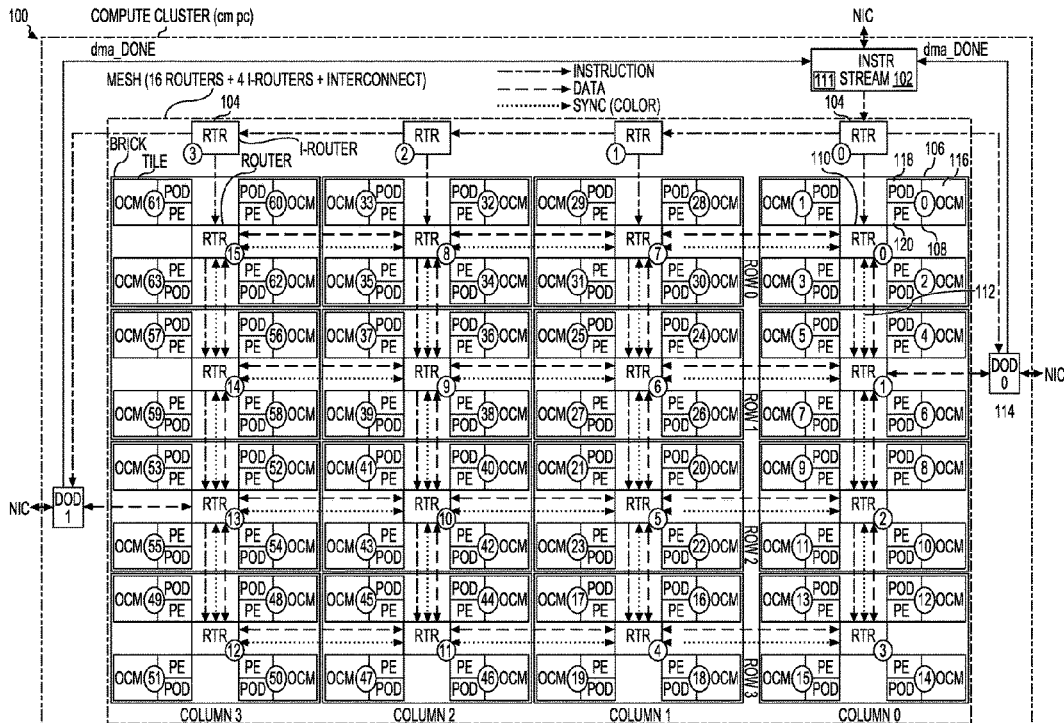 100
COMPUTE CLUSTER (cm pc)
NIC
dma_DONE
dma_DONE
INSTR
111 STREAM 102
MESH (16 ROUTERS + 4 I-ROUTERS + INTERCONNECT)
INSTRUCTION
DATA
SYNC (COLOR)
104
104
RTR RTR RTR RTR
3 2 1 0
I-ROUTER
BRICK
TILE
ROUTER
110 118 106 116
OCM 61 POD POD 60 OCM OCM 33 POD POD 32 OCM OCM 29 POD POD 28 OCM OCM 1 POD POD 0 OCM
PE PE PE PE PE PE PE PE
120
108
RTR 15 RTR 8 RTR 7 RTR 0
ROW 0
OCM 63 PE PE 62 OCM OCM 35 PE PE 34 OCM OCM 31 PE PE 30 OCM OCM 3 PE PE 2 OCM
POD POD POD POD POD POD POD POD
112
OCM 57 POD POD 56 OCM OCM 37 POD POD 36 OCM OCM 25 POD POD 24 OCM OCM 5 POD POD 4 OCM
PE PE PE PE PE PE PE PE
RTR 14 RTR 9 RTR 6 RTR 1
DOD
0
NIC
114
ROW 1
OCM 59 PE PE 58 OCM OCM 39 PE PE 38 OCM OCM 27 PE PE 26 OCM OCM 7 PE PE 6 OCM
POD POD POD POD POD POD POD POD
OCM 53 POD POD 52 OCM OCM 41 POD POD 40 OCM OCM 21 POD POD 20 OCM OCM 9 POD POD 8 OCM
PE PE PE PE PE PE PE PE
NIC
DOD
1
RTR 13 RTR 10 RTR 5 RTR 2
ROW 2
OCM 55 PE PE 54 OCM OCM 43 PE PE 42 OCM OCM 23 PE PE 22 OCM OCM 11 PE PE 10 OCM
POD POD POD POD POD POD POD POD
OCM 49 POD POD 48 OCM OCM 45 POD POD 44 OCM OCM 17 POD POD 16 OCM OCM 13 POD POD 12 OCM
PE PE PE PE PE PE PE PE
RTR 12 RTR 11 RTR 4 RTR 3
ROW 3
OCM 51 PE PE 50 OCM OCM 47 PE PE 46 OCM OCM 19 PE PE 18 OCM OCM 15 PE PE 14 OCM
POD POD POD POD POD POD POD POD
COLUMN 3 COLUMN 2 COLUMN 1 COLUMN 0